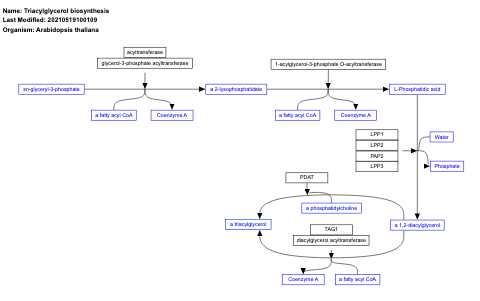 Name: Triacylglycerol biosynthesis
Last Modified: 20210519100109
Organism: Arabidopsis thaliana
acyltransferase
glycerol-3-phosphate acyltransferase
1-acylglycerol-3-phosphate O-acyltransferase
sn-glyceryl-3-phosphate
a 2-lysophosphatidate
L-Phosphatidic acid
a fatty acyl CoA
Coenzyme A
a fatty acyl CoA
Coenzyme A
LPP1
LPP2
PAP2
LPP3
Water
Phosphate
PDAT
a phosphatidylcholine
a triacylglycerol
a 1,2-diacylglycerol
TAG1
diacylglycerol acyltransferase
Coenzyme A
a fatty acyl CoA